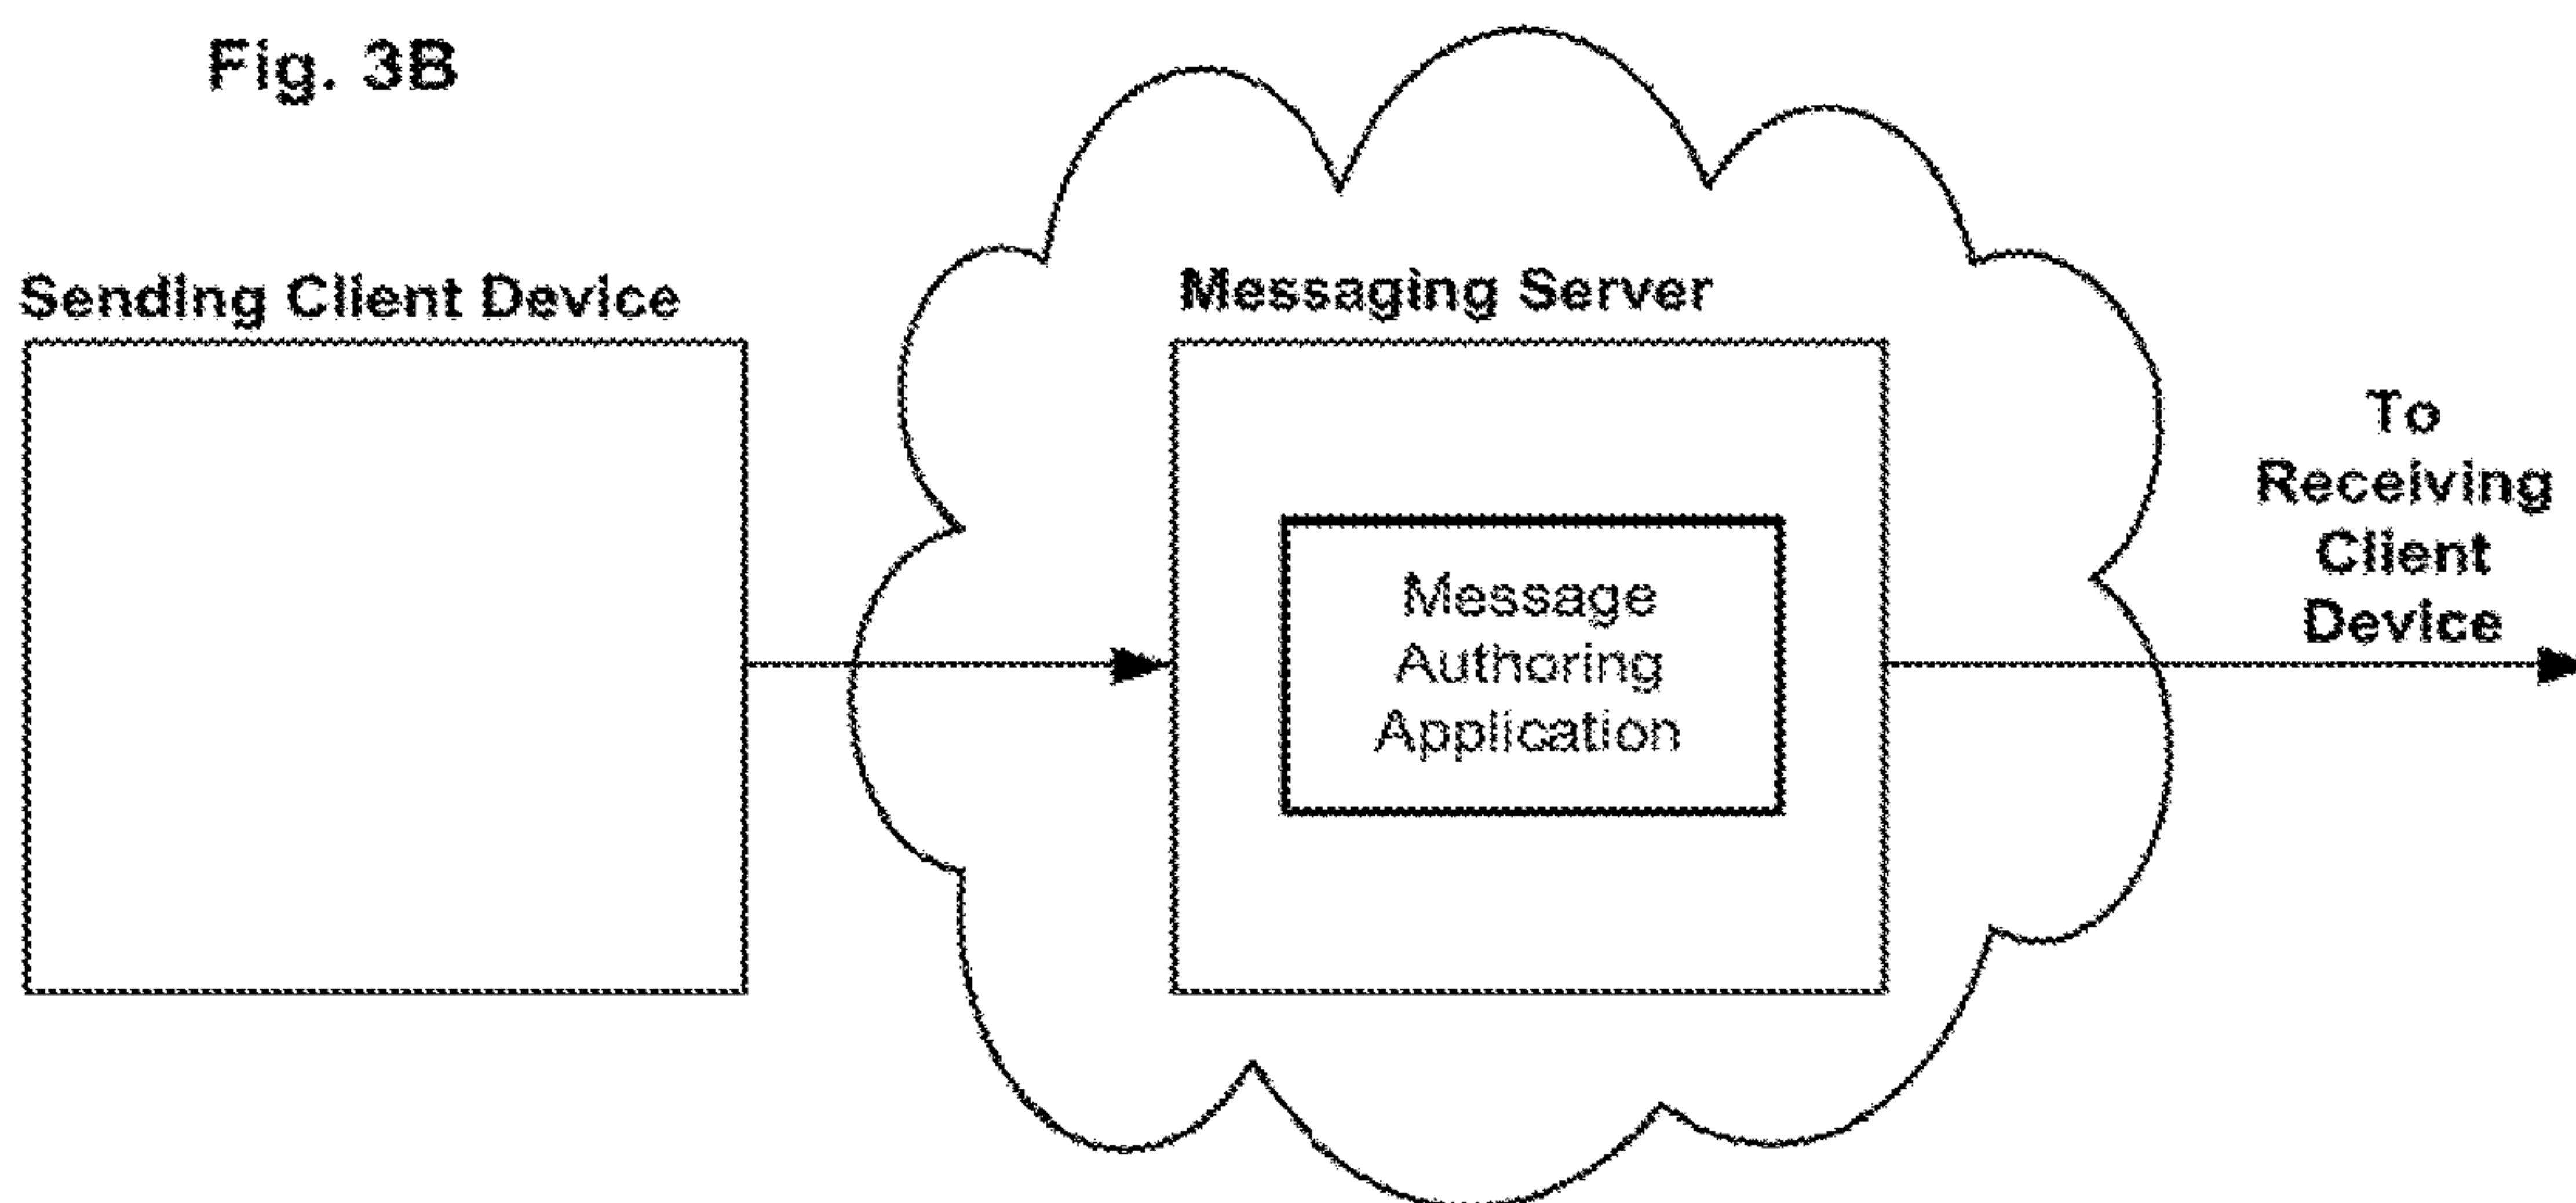 Fig. 3B
Sending Client Device
Messaging Server
Message
Authoring
Application
To
Receiving
Client
Device